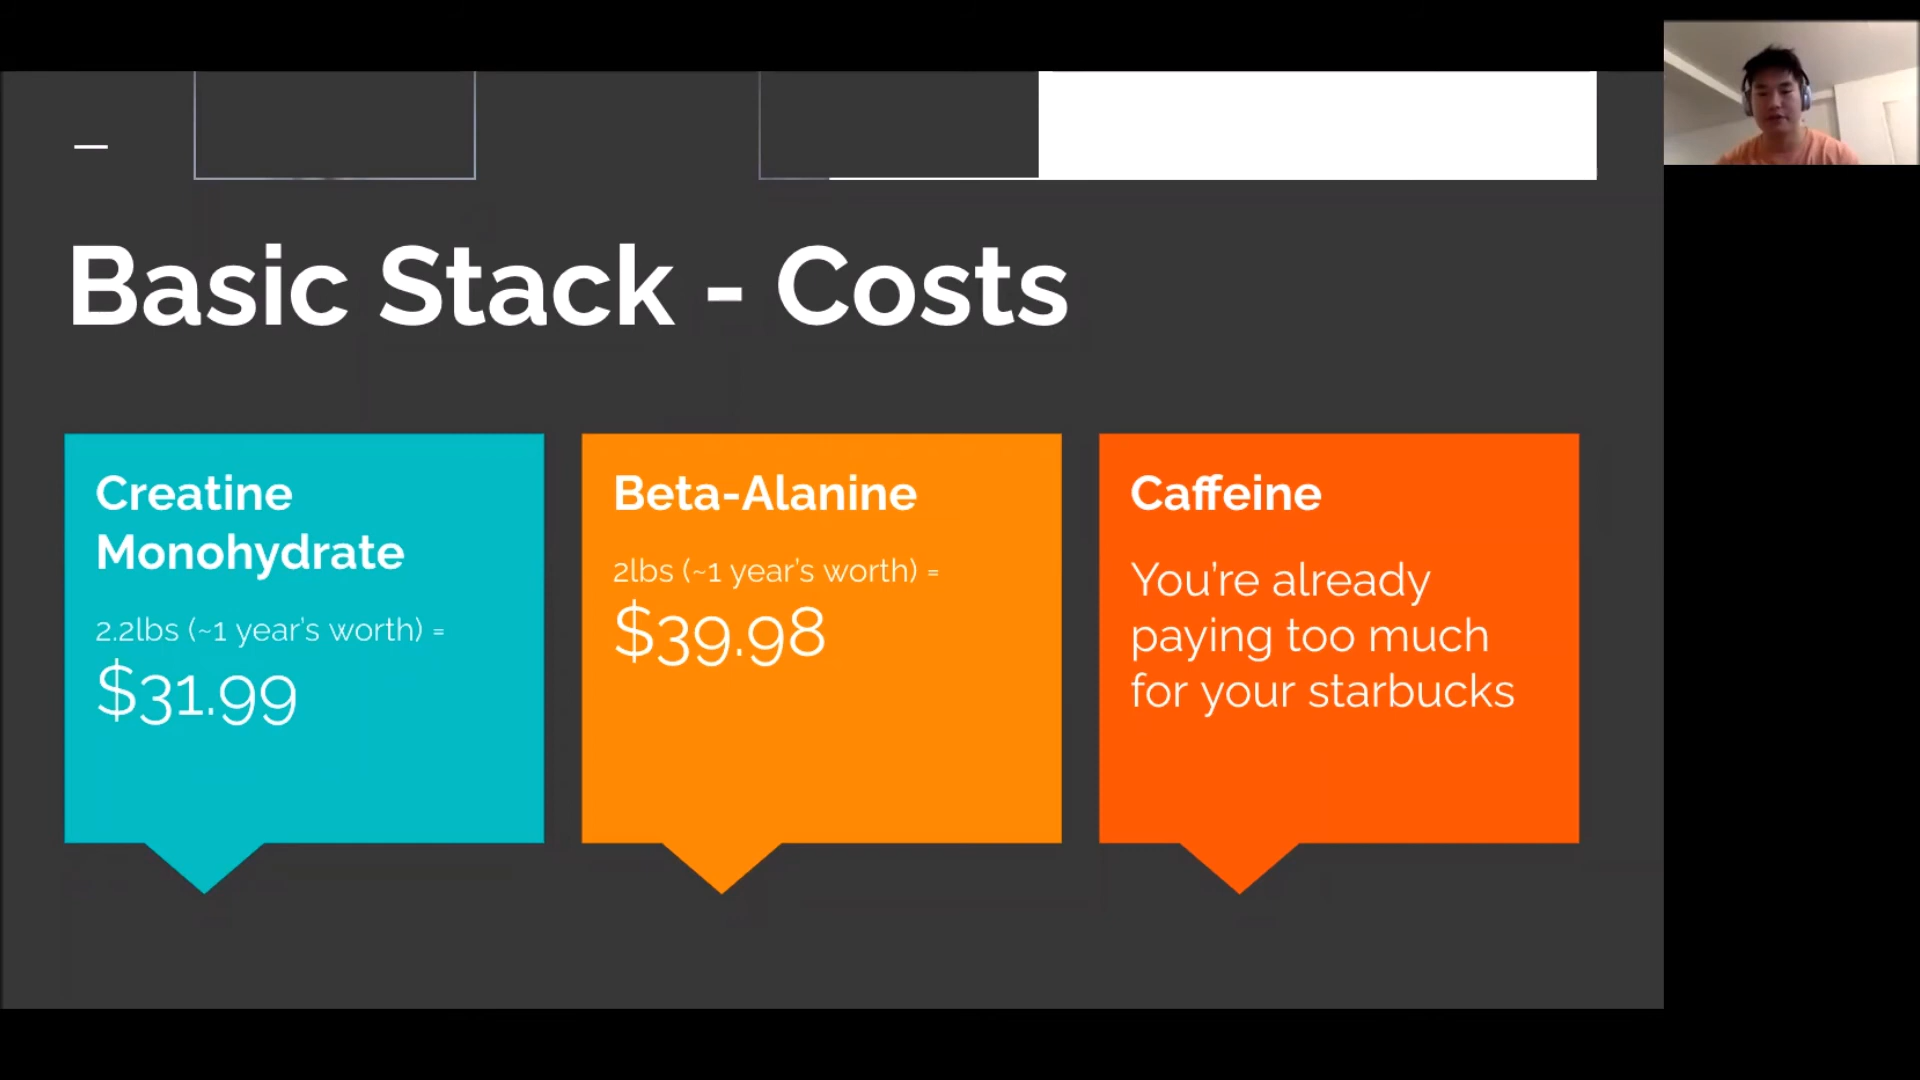 Basic Stack - Costs
Creatine
Monohydrate
2.2lbs (~1 year’s worth) =
$31.99
Beta-Alanine
2lbs (~1 year’s worth) =
$39.98
Caffeine
You’re already
paying too much
for your starbucks